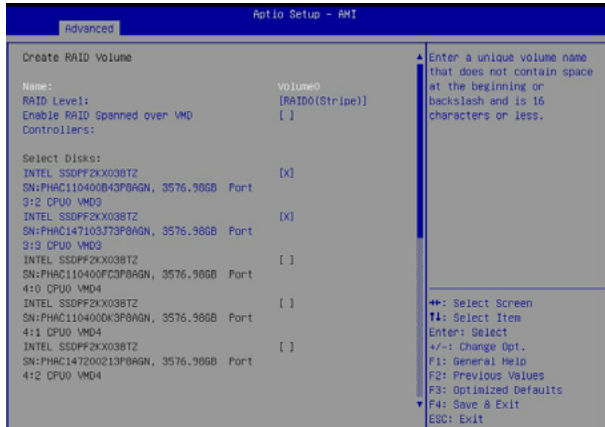 Aptio Setup - AMI
Advanced
Create RAID Volume
Name: Volume0
RAID Level: [RAID0(Stripe)]
Enable RAID Spanned over VMD [ ]
Controllers:
Select Disks:
INTEL SSDPF2KX038TZ [X]
SN:PHAC110400B43P8AGN, 3576.98GB Port
3:2 CPU0 VMD3
INTEL SSDPF2KX038TZ [X]
SN:PHAC147103J73P8AGN, 3576.98GB Port
3:3 CPU0 VMD3
INTEL SSDPF2KX038TZ [ ]
SN:PHAC110400FC3P8AGN, 3576.98GB Port
4:0 CPU0 VMD4
INTEL SSDPF2KX038TZ [ ]
SN:PHAC110400DK3P8AGN, 3576.98GB Port
4:1 CPU0 VMD4
INTEL SSDPF2KX038TZ [ ]
SN:PHAC147200213P8AGN, 3576.98GB Port
4:2 CPU0 VMD4
Enter a unique volume name
that does not contain space
at the beginning or
backslash and is 16
characters or less.
→←: Select Screen
↑↓: Select Item
Enter: Select
+/-: Change Opt.
F1: General Help
F2: Previous Values
F3: Optimized Defaults
F4: Save & Exit
ESC: Exit